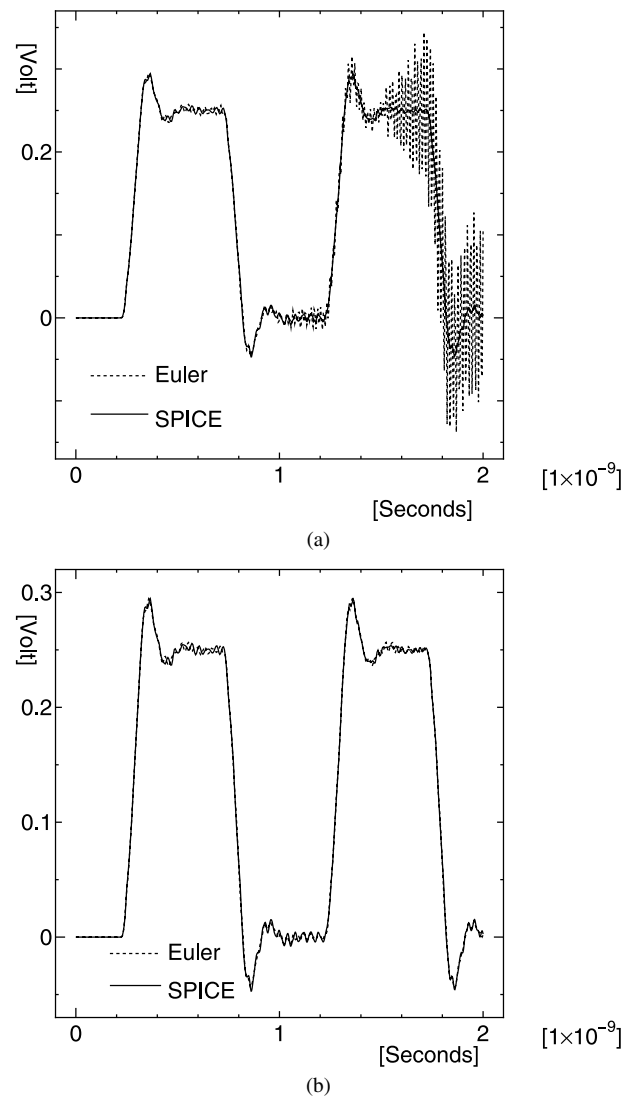 [Volt]
0.2
0
Euler
SPICE
0 1 2
[1×10⁻⁹]
[Seconds]
(a)
0.3
[Volt]
0.2
0.1
0
Euler
SPICE
0 1 2
[Seconds]
[1×10⁻⁹]
(b)